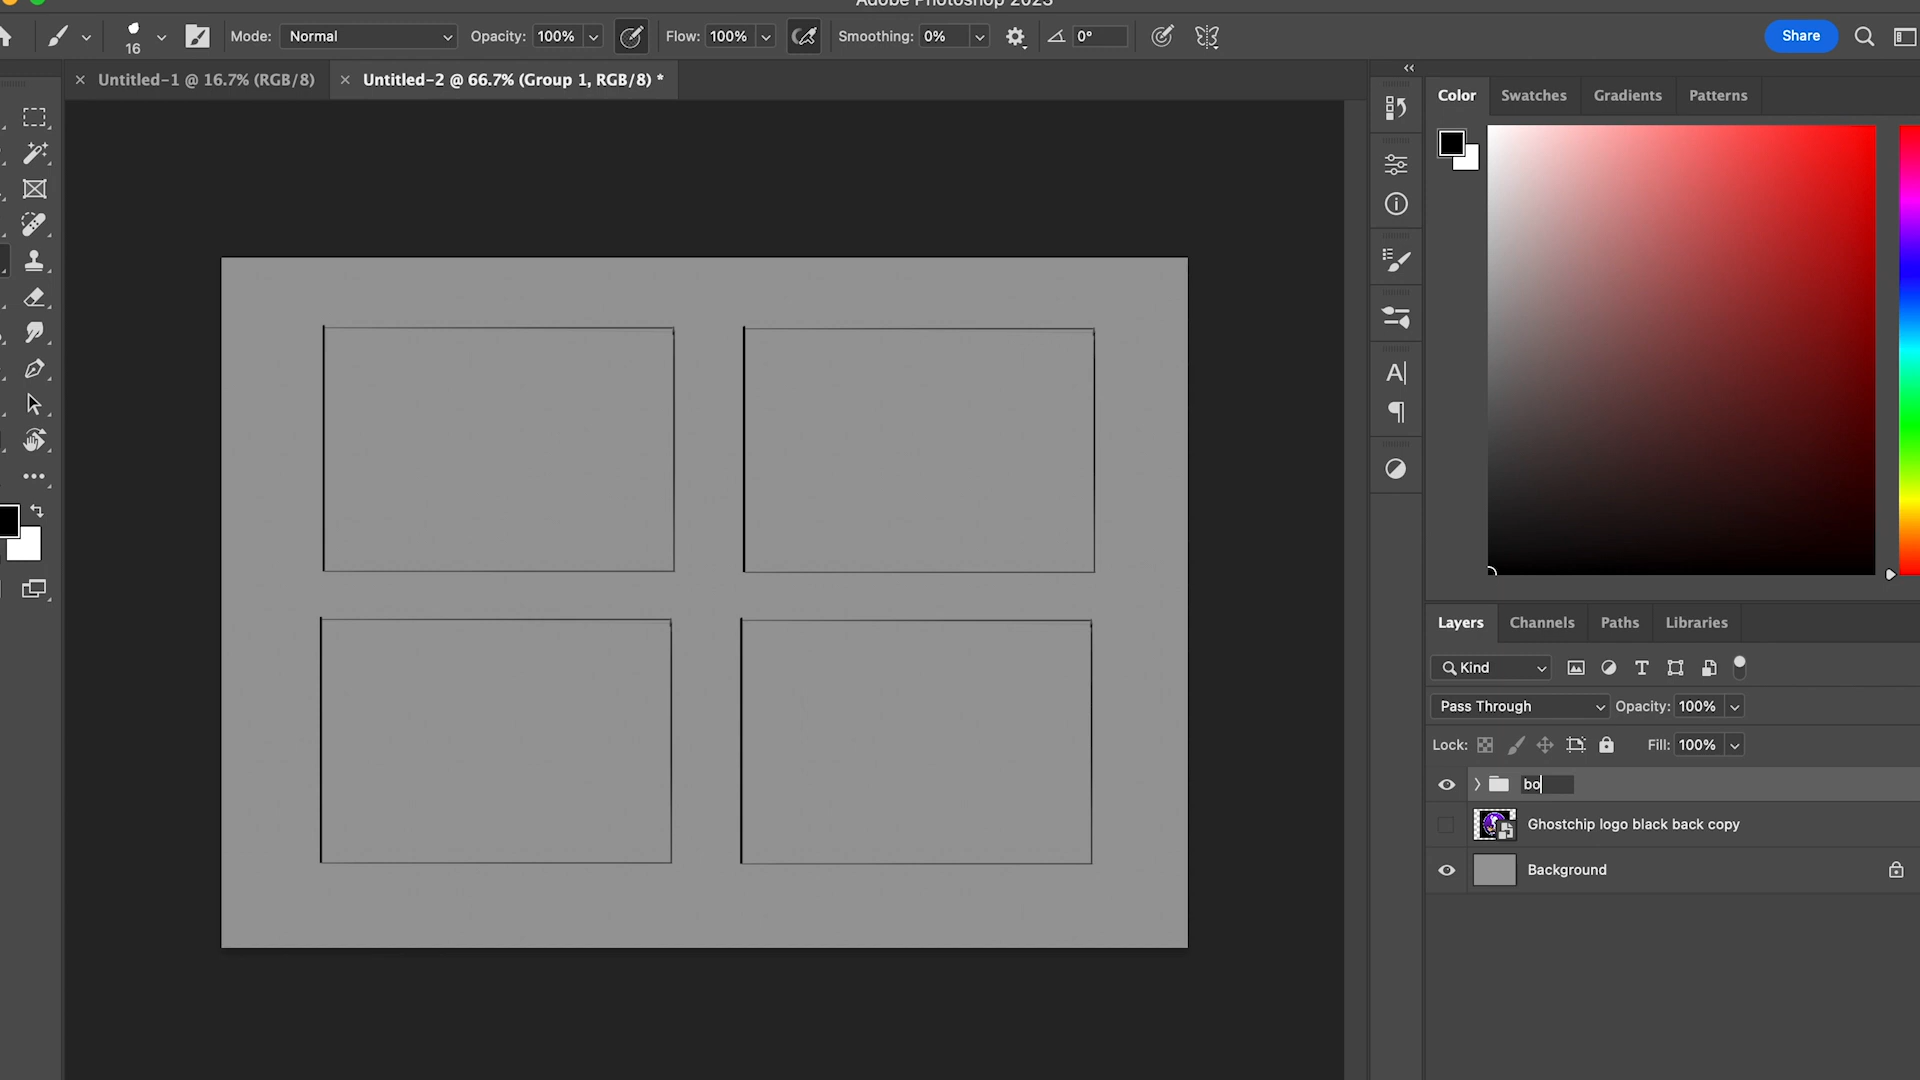 Adobe Photoshop 2023
16
Mode: Normal
Opacity: 100%
Flow: 100%
Smoothing: 0%
0°
Share
Untitled-1 @ 16.7% (RGB/8)
Untitled-2 @ 66.7% (Group 1, RGB/8) *
Color
Swatches
Gradients
Patterns
Layers
Channels
Paths
Libraries
Kind
Pass Through
Opacity: 100%
Lock:
Fill: 100%
bo
Ghostchip logo black back copy
Background